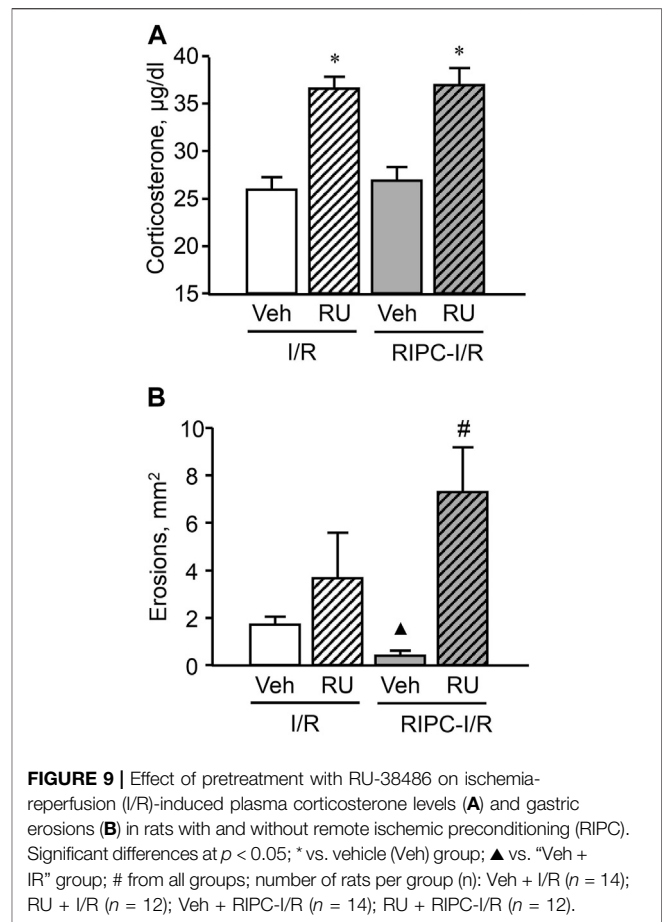 A
Corticosterone, µg/dl
40
35
30
25
20
15
*
*
Veh RU Veh RU
I/R RIPC-I/R
B
Erosions, mm²
10
8
6
4
2
0
▲
#
Veh RU Veh RU
I/R RIPC-I/R
FIGURE 9 | Effect of pretreatment with RU-38486 on ischemia-
reperfusion (I/R)-induced plasma corticosterone levels (A) and gastric
erosions (B) in rats with and without remote ischemic preconditioning (RIPC).
Significant differences at p < 0.05; * vs. vehicle (Veh) group; ▲ vs. “Veh +
IR” group; # from all groups; number of rats per group (n): Veh + I/R (n = 14);
RU + I/R (n = 12); Veh + RIPC-I/R (n = 14); RU + RIPC-I/R (n = 12).